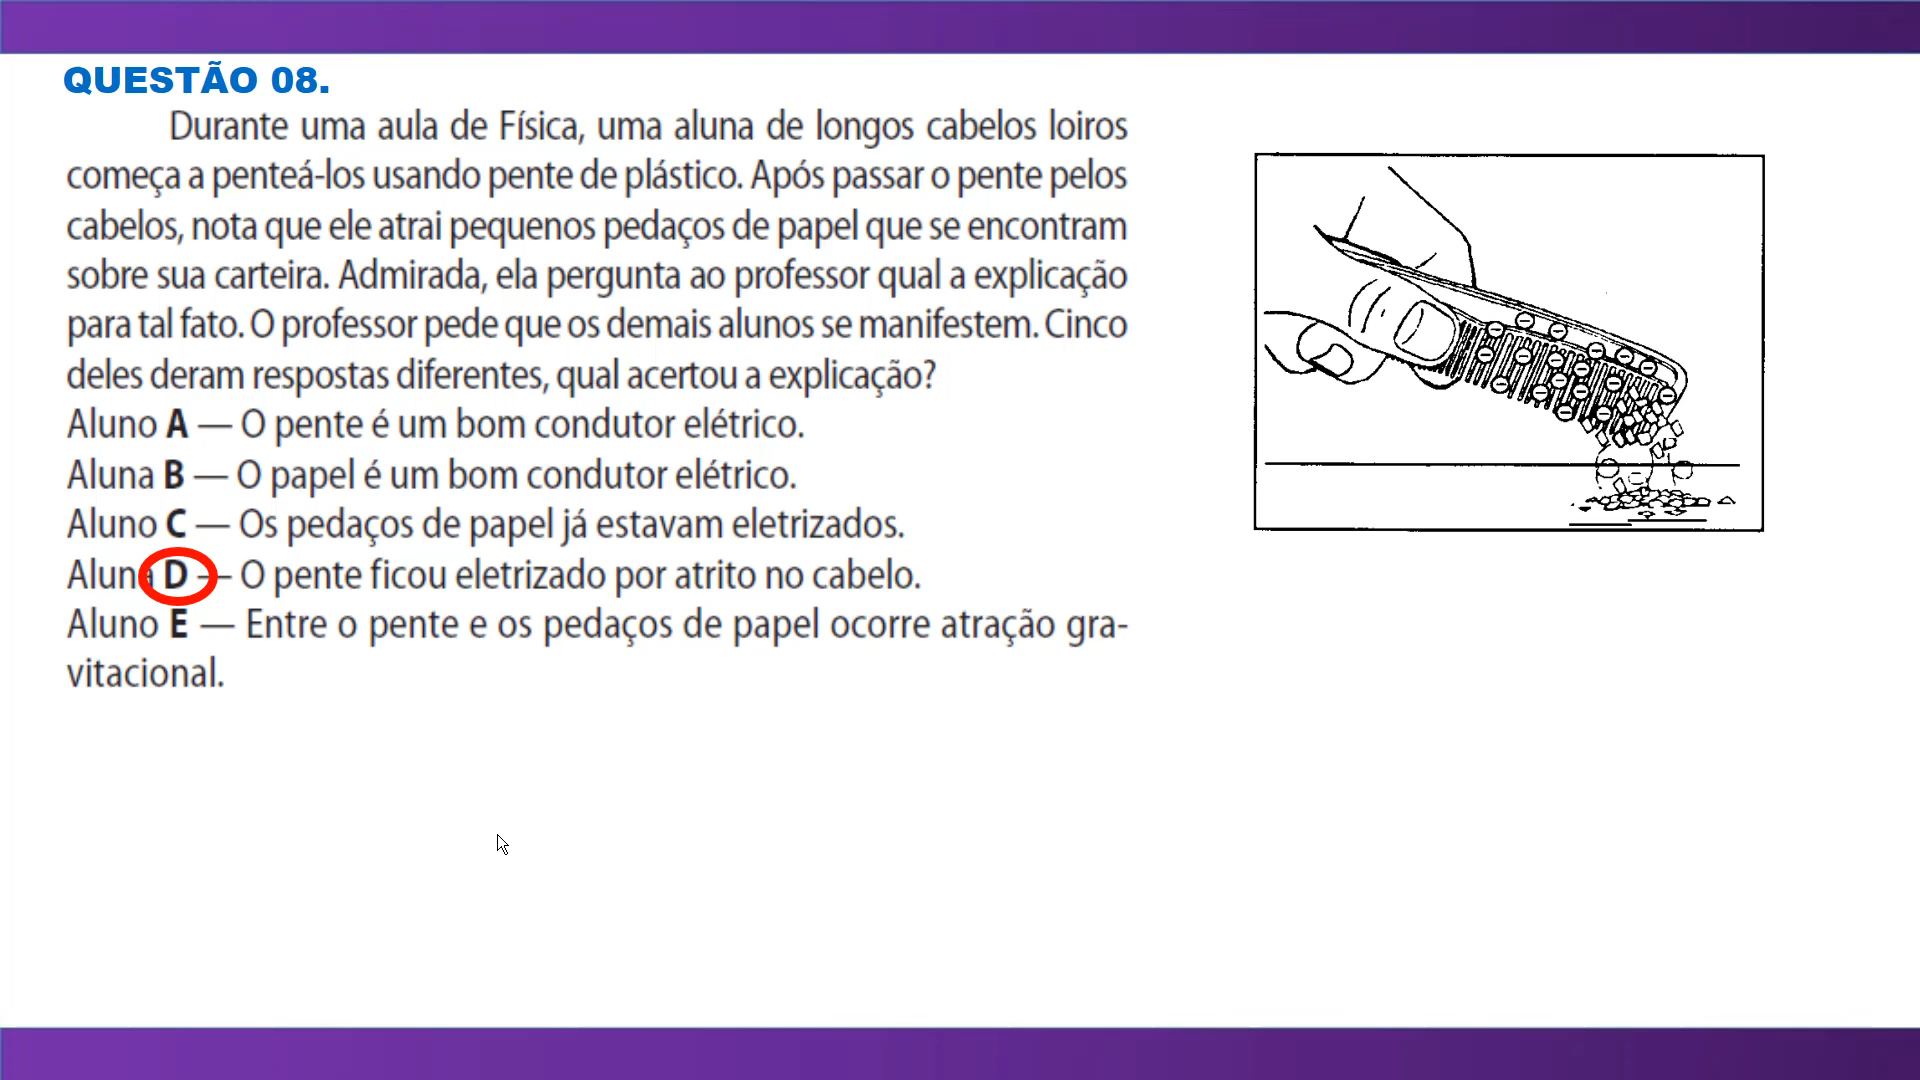 QUESTÃO 08.
Durante uma aula de Física, uma aluna de longos cabelos loiros
começa a penteá-los usando pente de plástico. Após passar o pente pelos
cabelos, nota que ele atrai pequenos pedaços de papel que se encontram
sobre sua carteira. Admirada, ela pergunta ao professor qual a explicação
para tal fato. O professor pede que os demais alunos se manifestem. Cinco
deles deram respostas diferentes, qual acertou a explicação?
Aluno A — O pente é um bom condutor elétrico.
Aluna B — O papel é um bom condutor elétrico.
Aluno C — Os pedaços de papel já estavam eletrizados.
Aluna D — O pente ficou eletrizado por atrito no cabelo.
Aluno E — Entre o pente e os pedaços de papel ocorre atração gra-
vitacional.